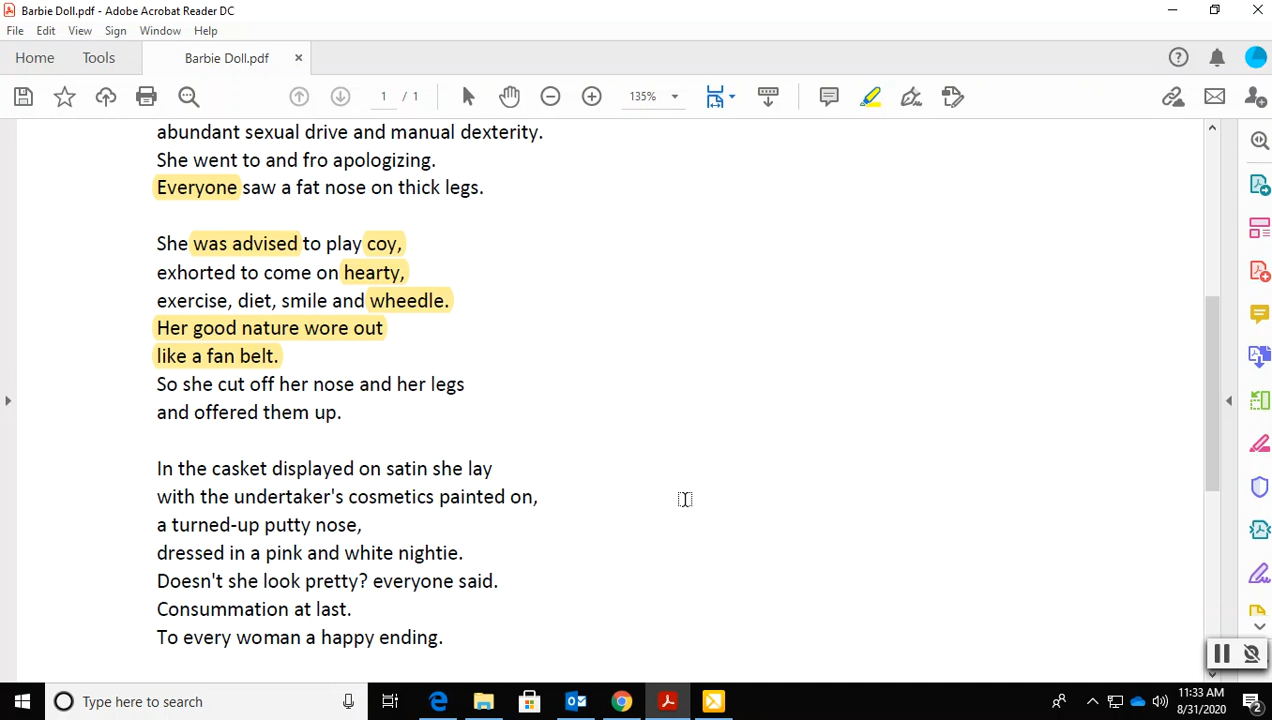 Barbie Doll.pdf - Adobe Acrobat Reader DC
File Edit View Sign Window Help
Home Tools Barbie Doll.pdf ×
1 / 1 135%
abundant sexual drive and manual dexterity.
She went to and fro apologizing.
Everyone saw a fat nose on thick legs.
She was advised to play coy,
exhorted to come on hearty,
exercise, diet, smile and wheedle.
Her good nature wore out
like a fan belt.
So she cut off her nose and her legs
and offered them up.
In the casket displayed on satin she lay
with the undertaker's cosmetics painted on,
a turned-up putty nose,
dressed in a pink and white nightie.
Doesn't she look pretty? everyone said.
Consummation at last.
To every woman a happy ending.
Type here to search
11:33 AM
8/31/2020
2